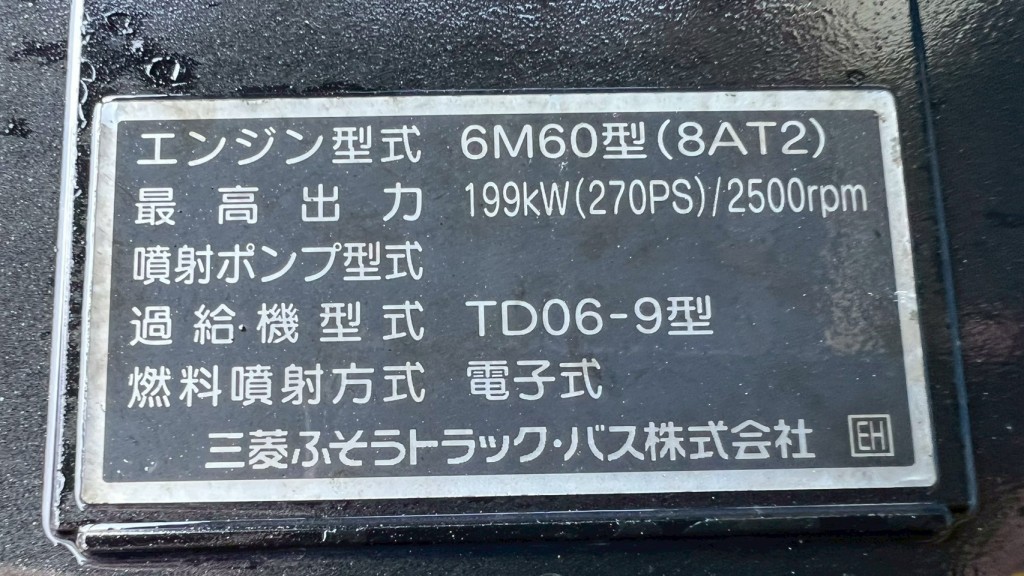 エンジン型式 6M60型(8AT2)
最高出力 199kW(270PS)/2500rpm
噴射ポンプ型式
過給機型式 TD06-9型
燃料噴射方式 電子式
三菱ふそうトラック・バス株式会社 EH